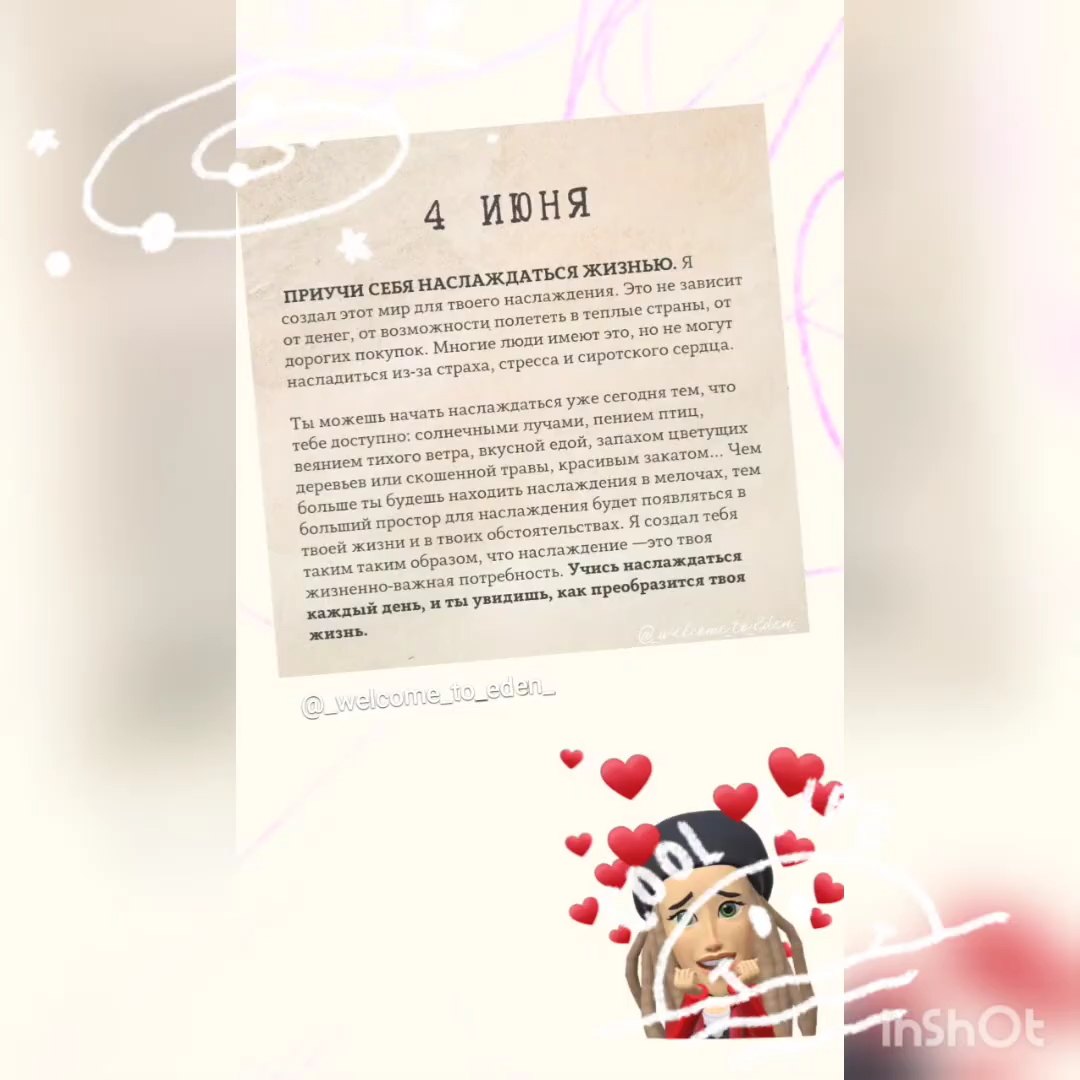 4 ИЮНЯ
ПРИУЧИ СЕБЯ НАСЛАЖДАТЬСЯ ЖИЗНЬЮ. Я
создал этот мир для твоего наслаждения. Это не зависит
от денег, от возможности полететь в теплые страны, от
дорогих покупок. Многие люди имеют это, но не могут
насладиться из-за страха, стресса и сиротского сердца.
Ты можешь начать наслаждаться уже сегодня тем, что
тебе доступно: солнечными лучами, пением птиц,
веянием тихого ветра, вкусной едой, запахом цветущих
деревьев или скошенной травы, красивым закатом... Чем
больше ты будешь находить наслаждения в мелочах, тем
больший простор для наслаждения будет появляться в
твоей жизни и в твоих обстоятельствах. Я создал тебя
таким таким образом, что наслаждение —это твоя
жизненно-важная потребность. Учись наслаждаться
каждый день, и ты увидишь, как преобразится твоя
жизнь.
@_welcome_to_eden_
@_welcome_to_eden_
InShOt